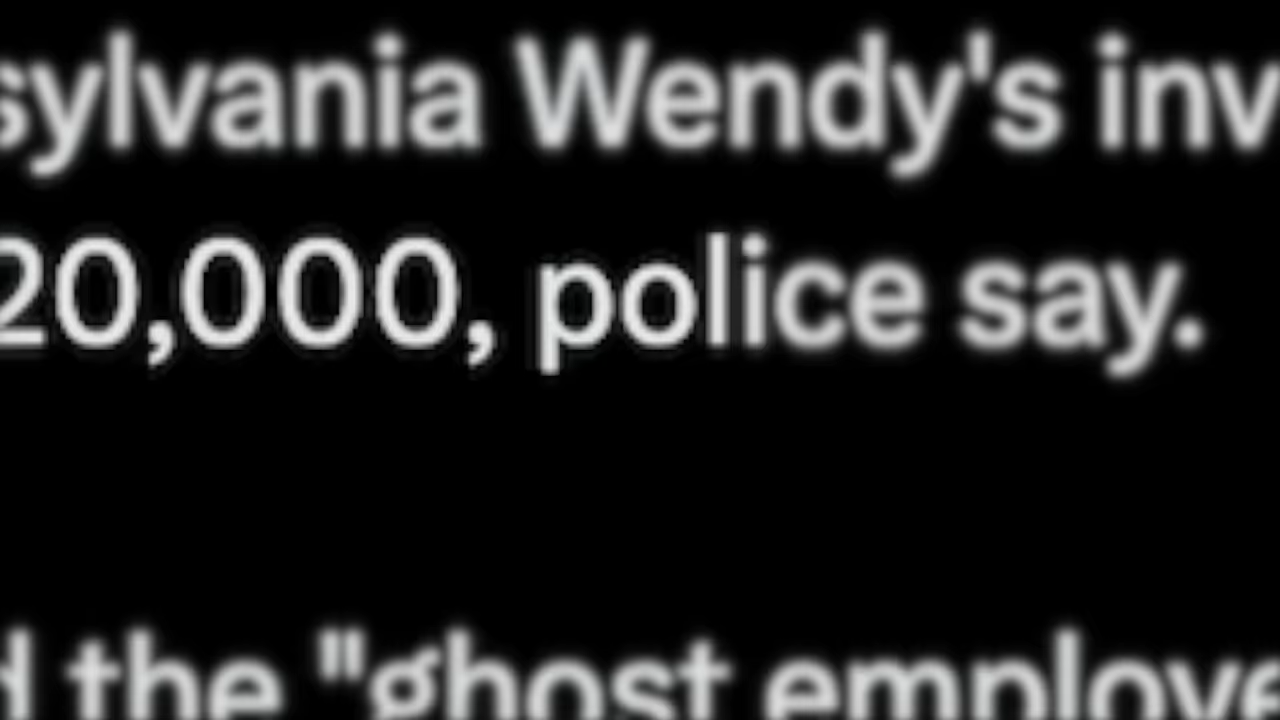 sylvania Wendy's inv
20,000, police say.
d the "ghost employe